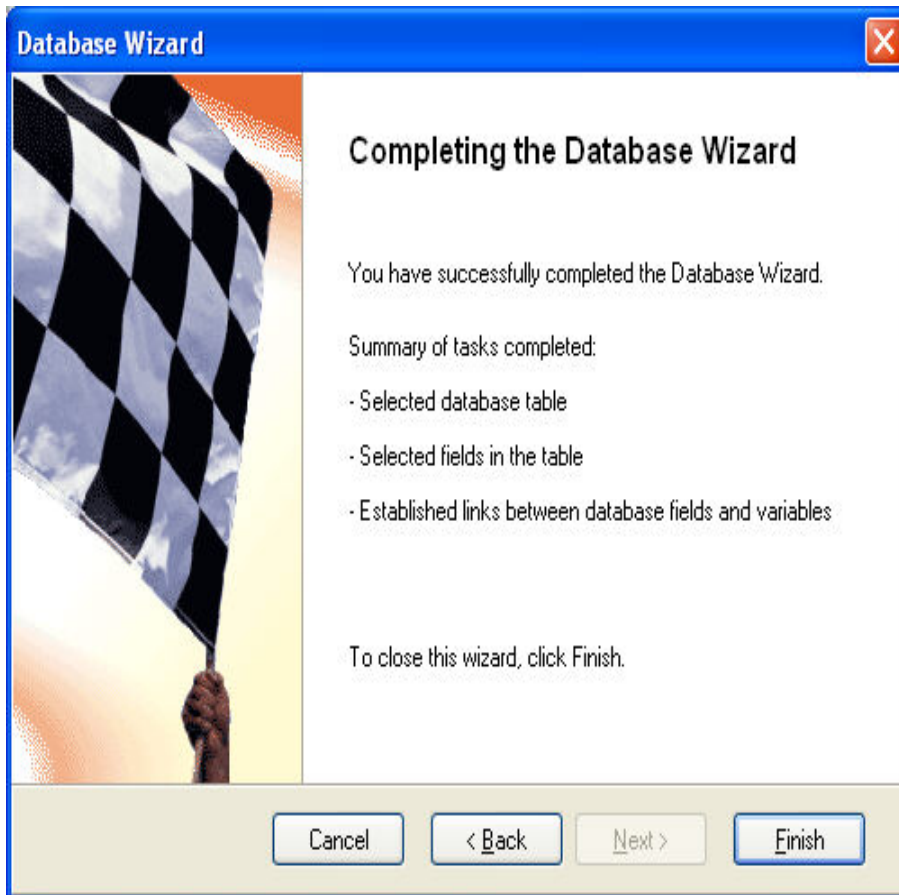 Database Wizard
Completing the Database Wizard
You have successfully completed the Database Wizard.
Summary of tasks completed:
- Selected database table
- Selected fields in the table
- Established links between database fields and variables
To close this wizard, click Finish.
Cancel < Back Next > Finish